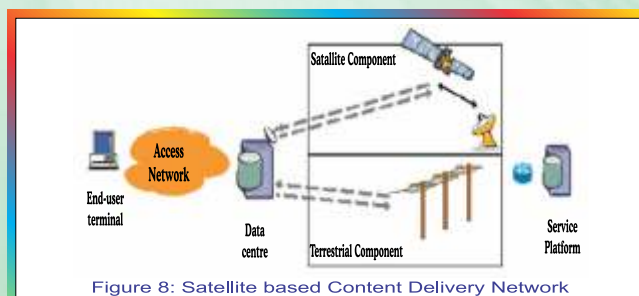 Satallite Component
Access
Network
End-user
terminal
Data
centre
Terrestrial Component
Service
Platform
Figure 8: Satellite based Content Delivery Network